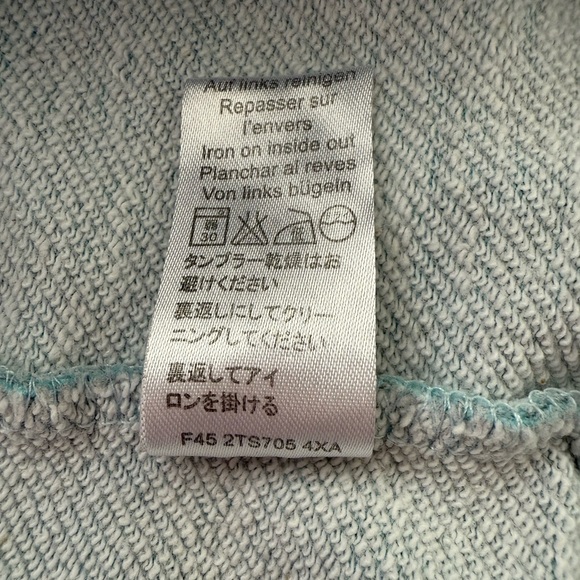 Auf links reinigen
Repasser sur
l'envers
Iron on inside out
Planchar al reves
Von links bügeln
30 低
タンブラー乾燥はお
避けください
裏返しにしてクリー
ニングしてください
裏返してアイ
ロンを掛ける
F45 2TS705 4XA